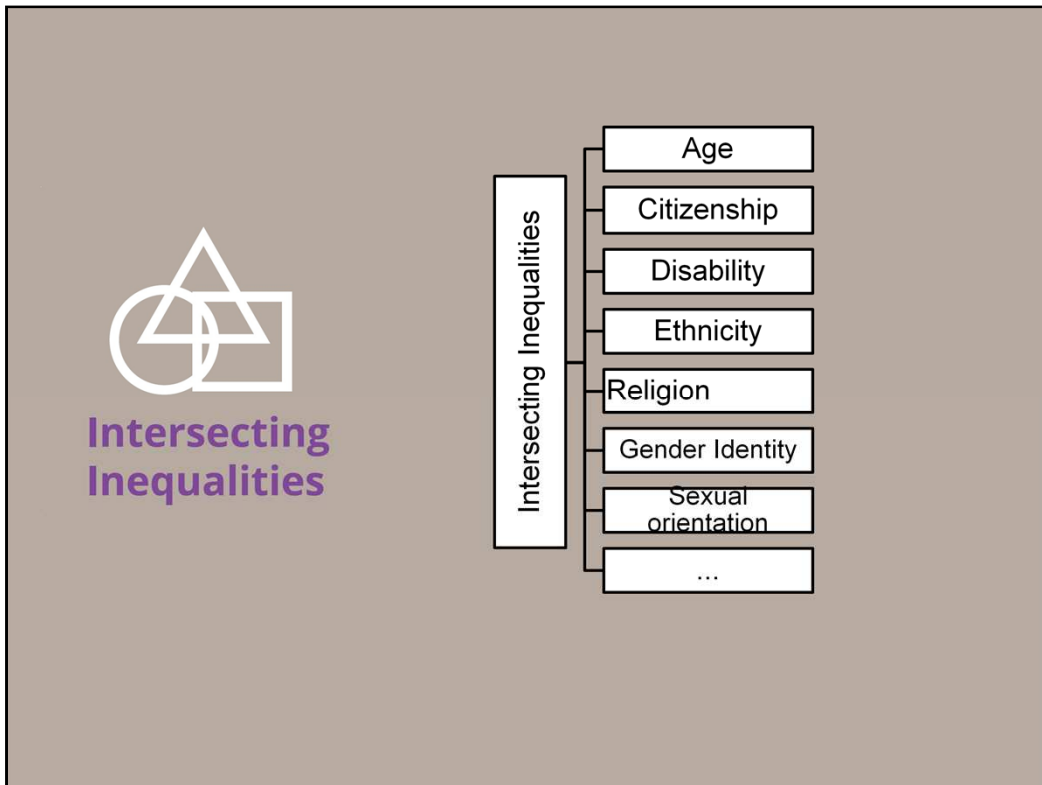 Intersecting
Inequalities
Intersecting Inequalities
Age
Citizenship
Disability
Ethnicity
Religion
Gender Identity
Sexual
orientation
...